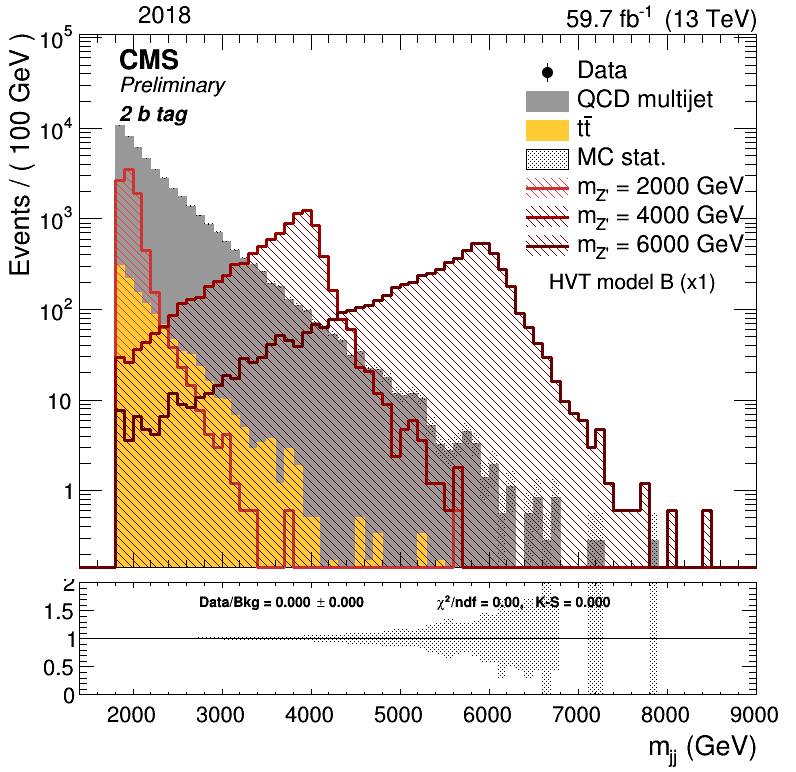 2018 59.7 fb⁻¹ (13 TeV)
Events / ( 100 GeV )
10⁵
10⁴
10³
10²
10
1
CMS
Preliminary
2 b tag
Data
QCD multijet
tt̄
MC stat.
m_Z' = 2000 GeV
m_Z' = 4000 GeV
m_Z' = 6000 GeV
HVT model B (x1)
2
1.5
1
0.5
0
Data/Bkg = 0.000 ± 0.000 χ²/ndf = 0.00, K-S = 0.000
2000 3000 4000 5000 6000 7000 8000 9000
m_jj (GeV)